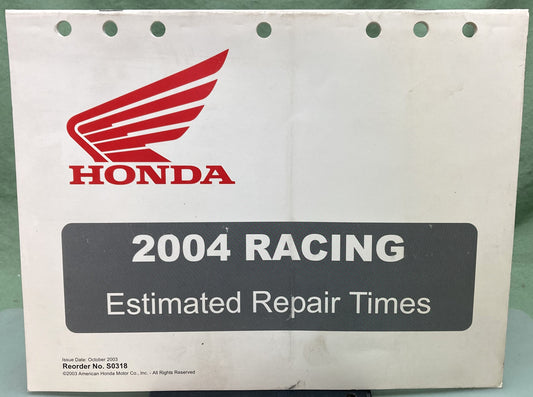 HONDA
2004 RACING
Estimated Repair Times
Issue Date: October 2003
Reorder No. S0318
©2003 American Honda Motor Co., Inc. - All Rights Reserved